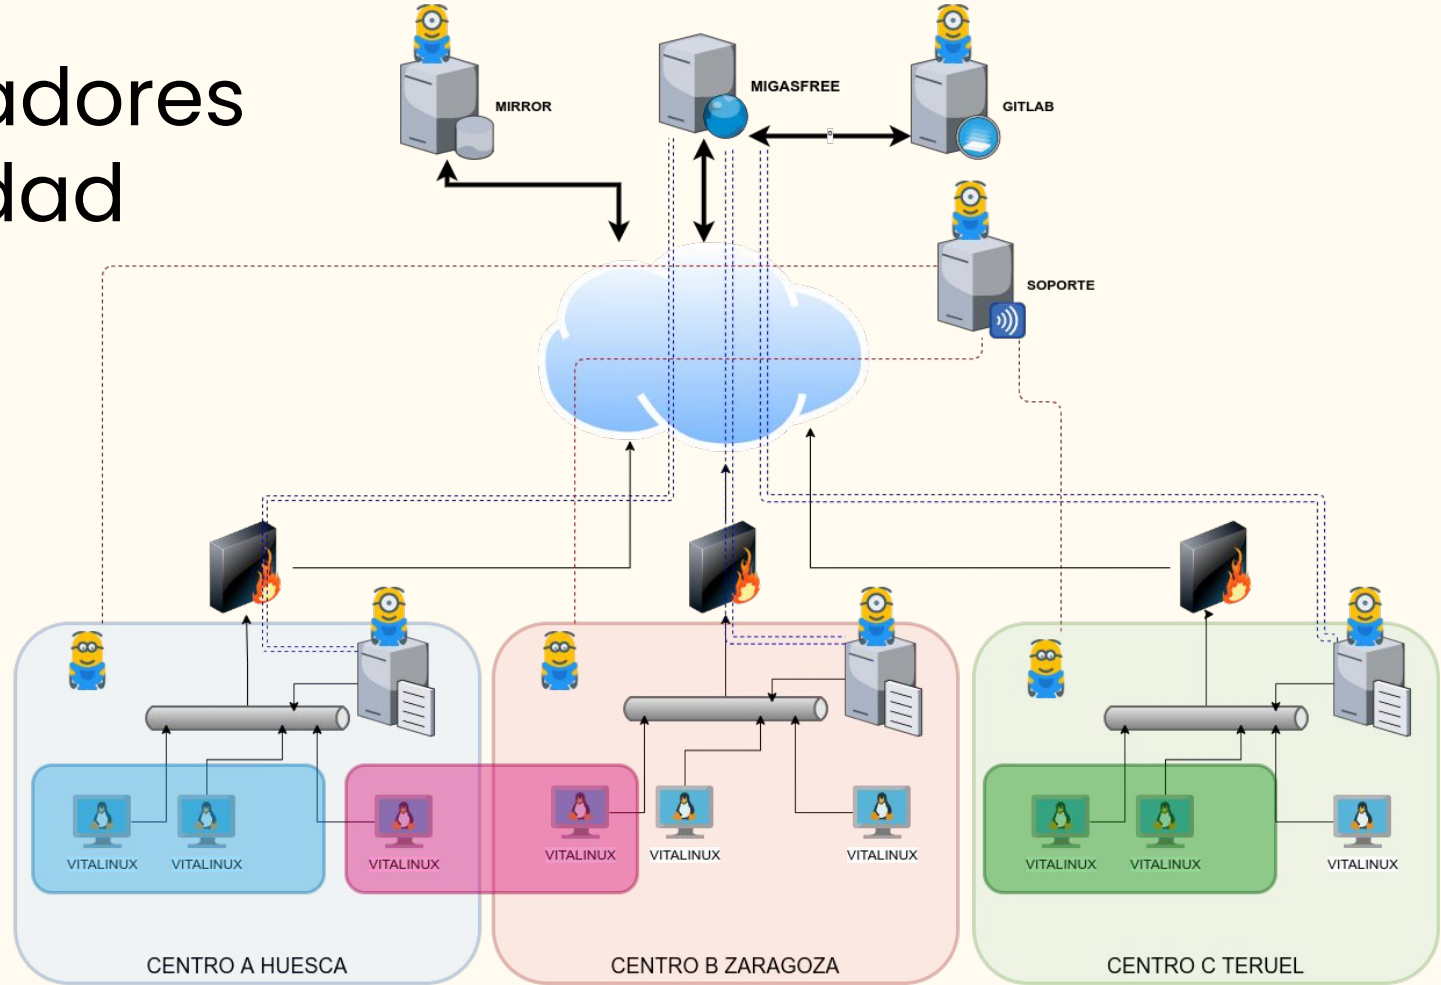 adores
dad
MIRROR
MIGASFREE
GITLAB
SOPORTE
VITALINUX
VITALINUX
VITALINUX
VITALINUX
VITALINUX
VITALINUX
VITALINUX
VITALINUX
VITALINUX
CENTRO A HUESCA
CENTRO B ZARAGOZA
CENTRO C TERUEL